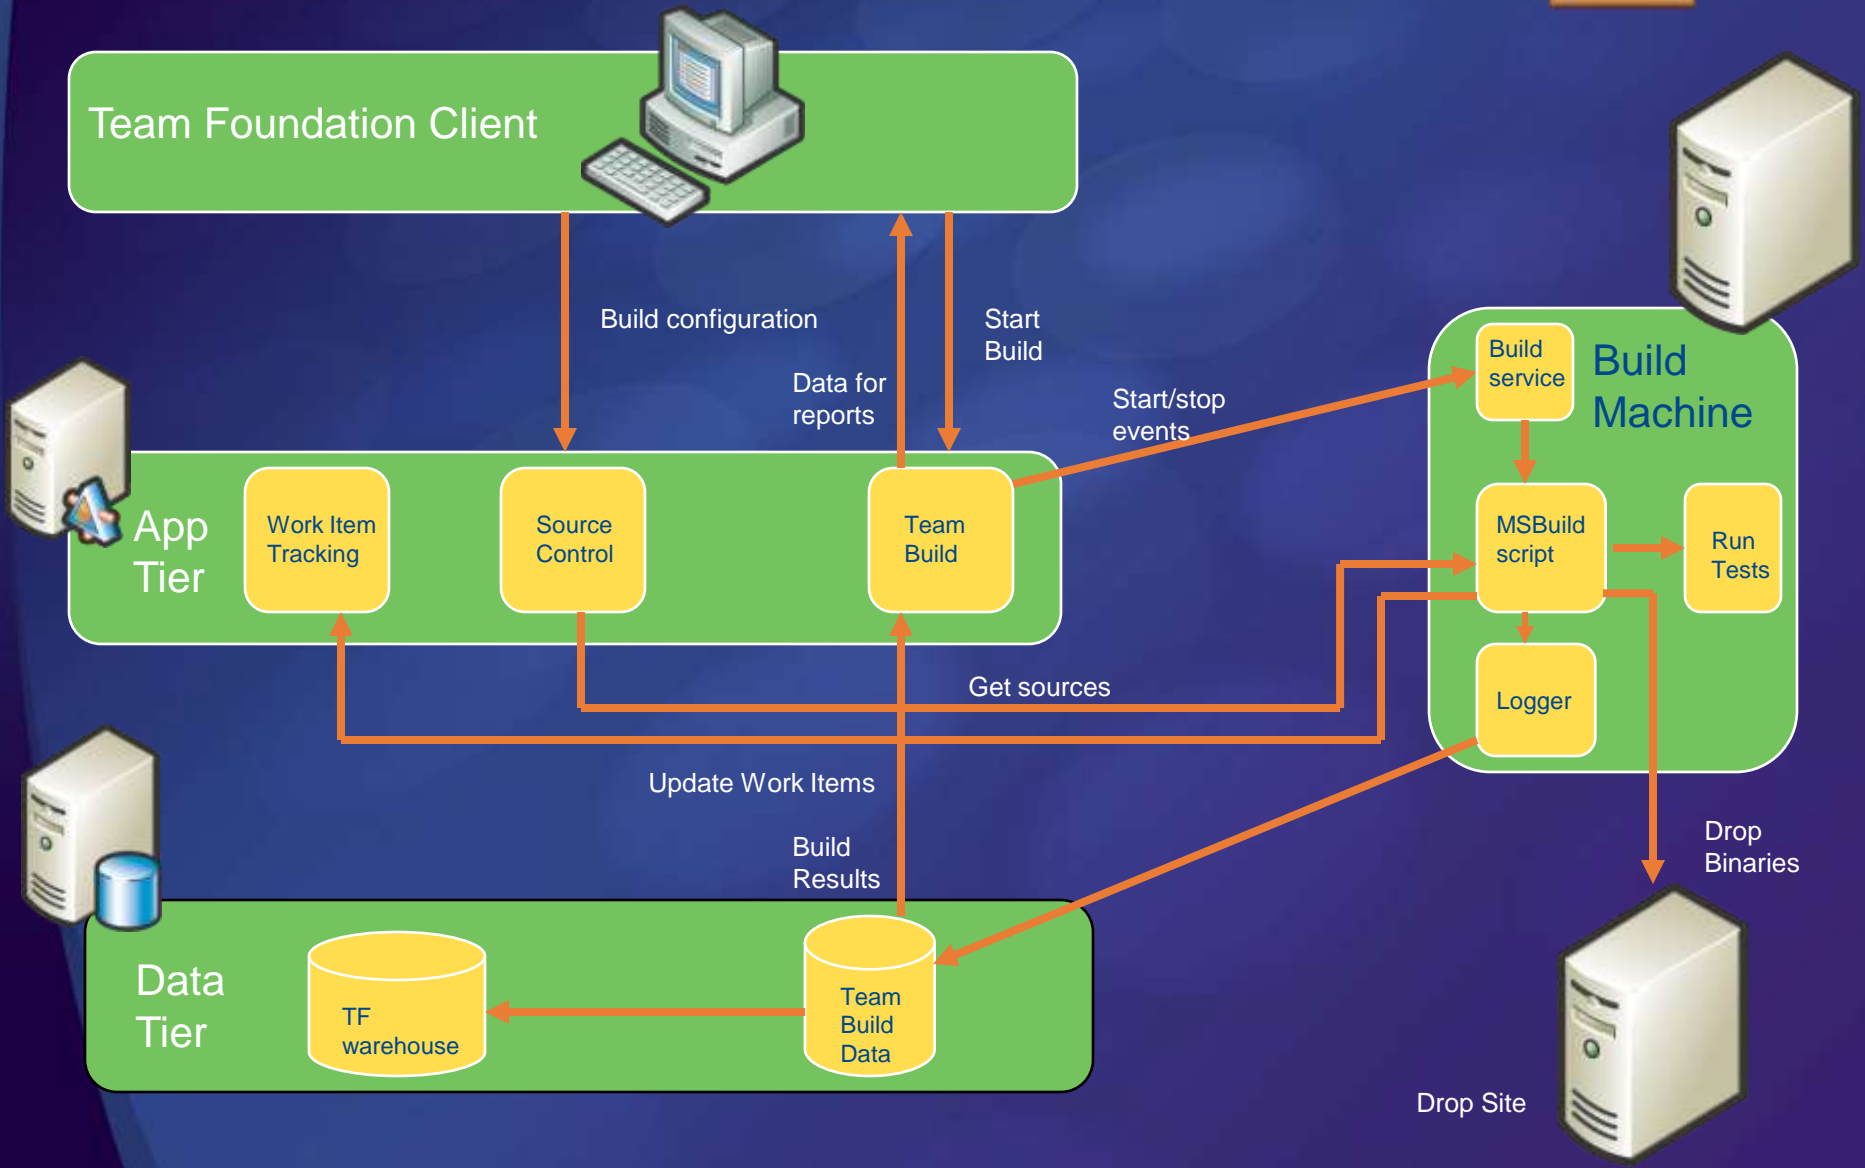 Team Foundation Client
Build configuration
Start
Build
Data for
reports
Start/stop
events
Build
service
Build
Machine
App
Tier
Work Item
Tracking
Source
Control
Team
Build
MSBuild
script
Run
Tests
Get sources
Logger
Update Work Items
Build
Results
Drop
Binaries
Data
Tier
TF
warehouse
Team
Build
Data
Drop Site